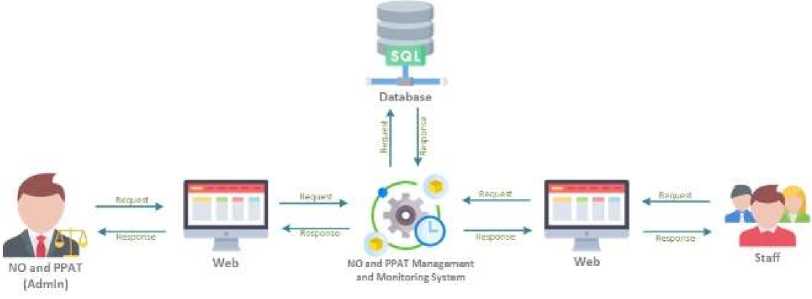 SQL
Database
Request
Response
Request
Response
Request
Response
Request
Response
Request
Response
NO and PPAT
(Admin)
Web
NO and PPAT Management
and Monitoring System
Web
Staff